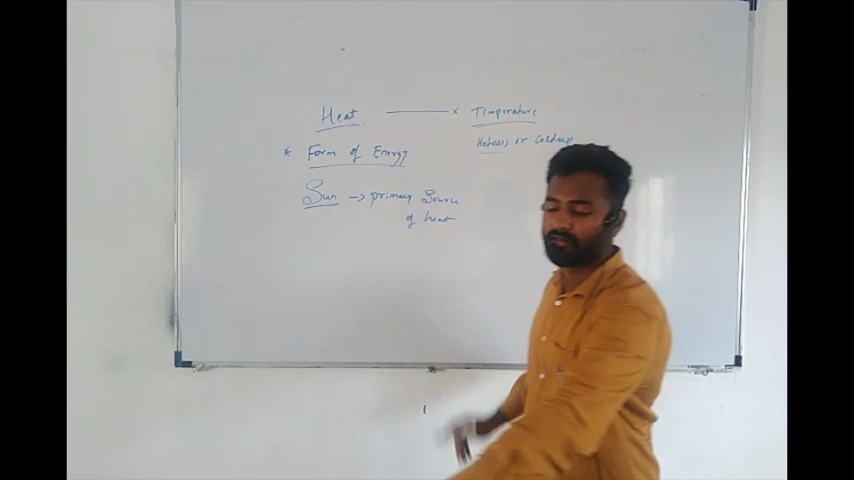 Heat ——× Temperature
Hotness or Coldness
* Form of Energy
Sun → primary Source
of heat